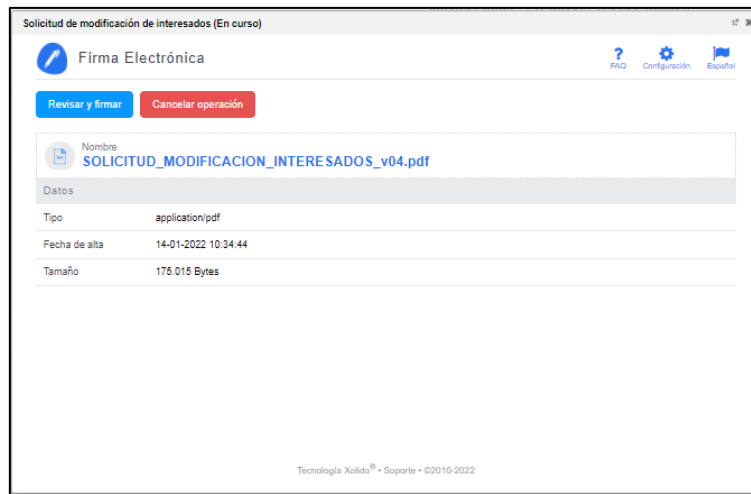 Solicitud de modificación de interesados (En curso)
Firma Electrónica
FAQ Configuración Español
Revisar y firmar Cancelar operación
Nombre
SOLICITUD_MODIFICACION_INTERESADOS_v04.pdf
Datos
Tipo application/pdf
Fecha de alta 14-01-2022 10:34:44
Tamaño 175.015 Bytes
Tecnología Xolido® • Soporte • ©2010-2022